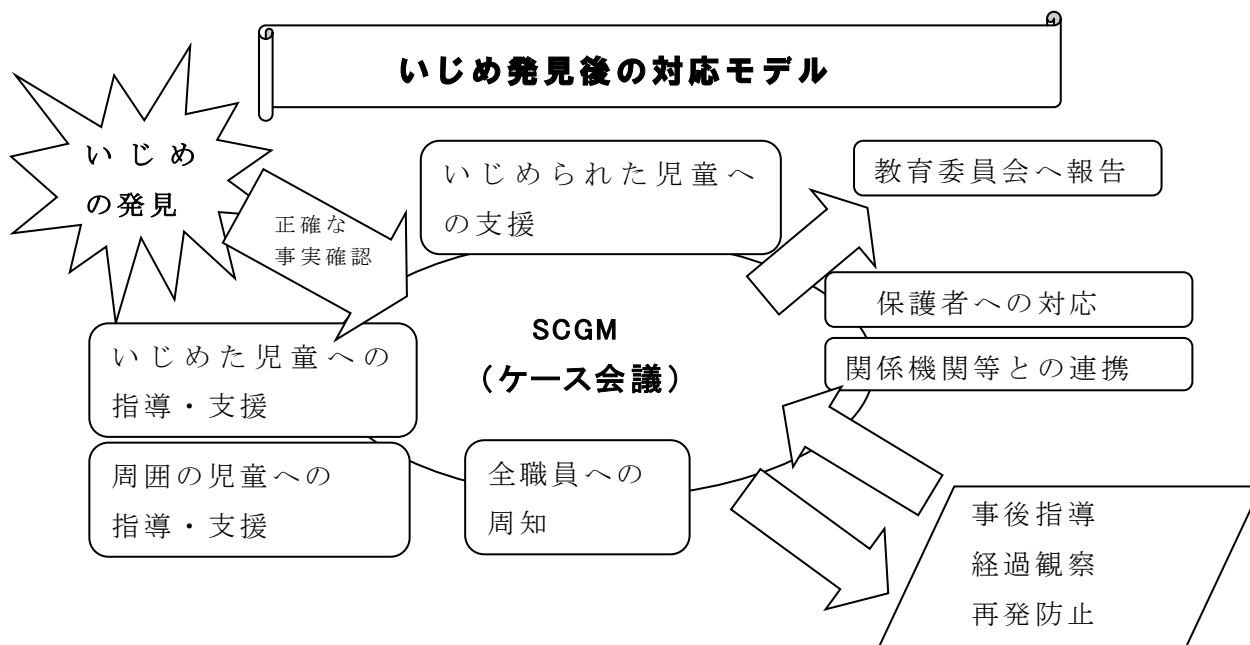 いじめ発見後の対応モデル
いじめ
の発見
正確な
事実確認
いじめられた児童へ
の支援
教育委員会へ報告
保護者への対応
関係機関等との連携
SCGM
（ケース会議）
いじめた児童への
指導・支援
周囲の児童への
指導・支援
全職員への
周知
事後指導
経過観察
再発防止